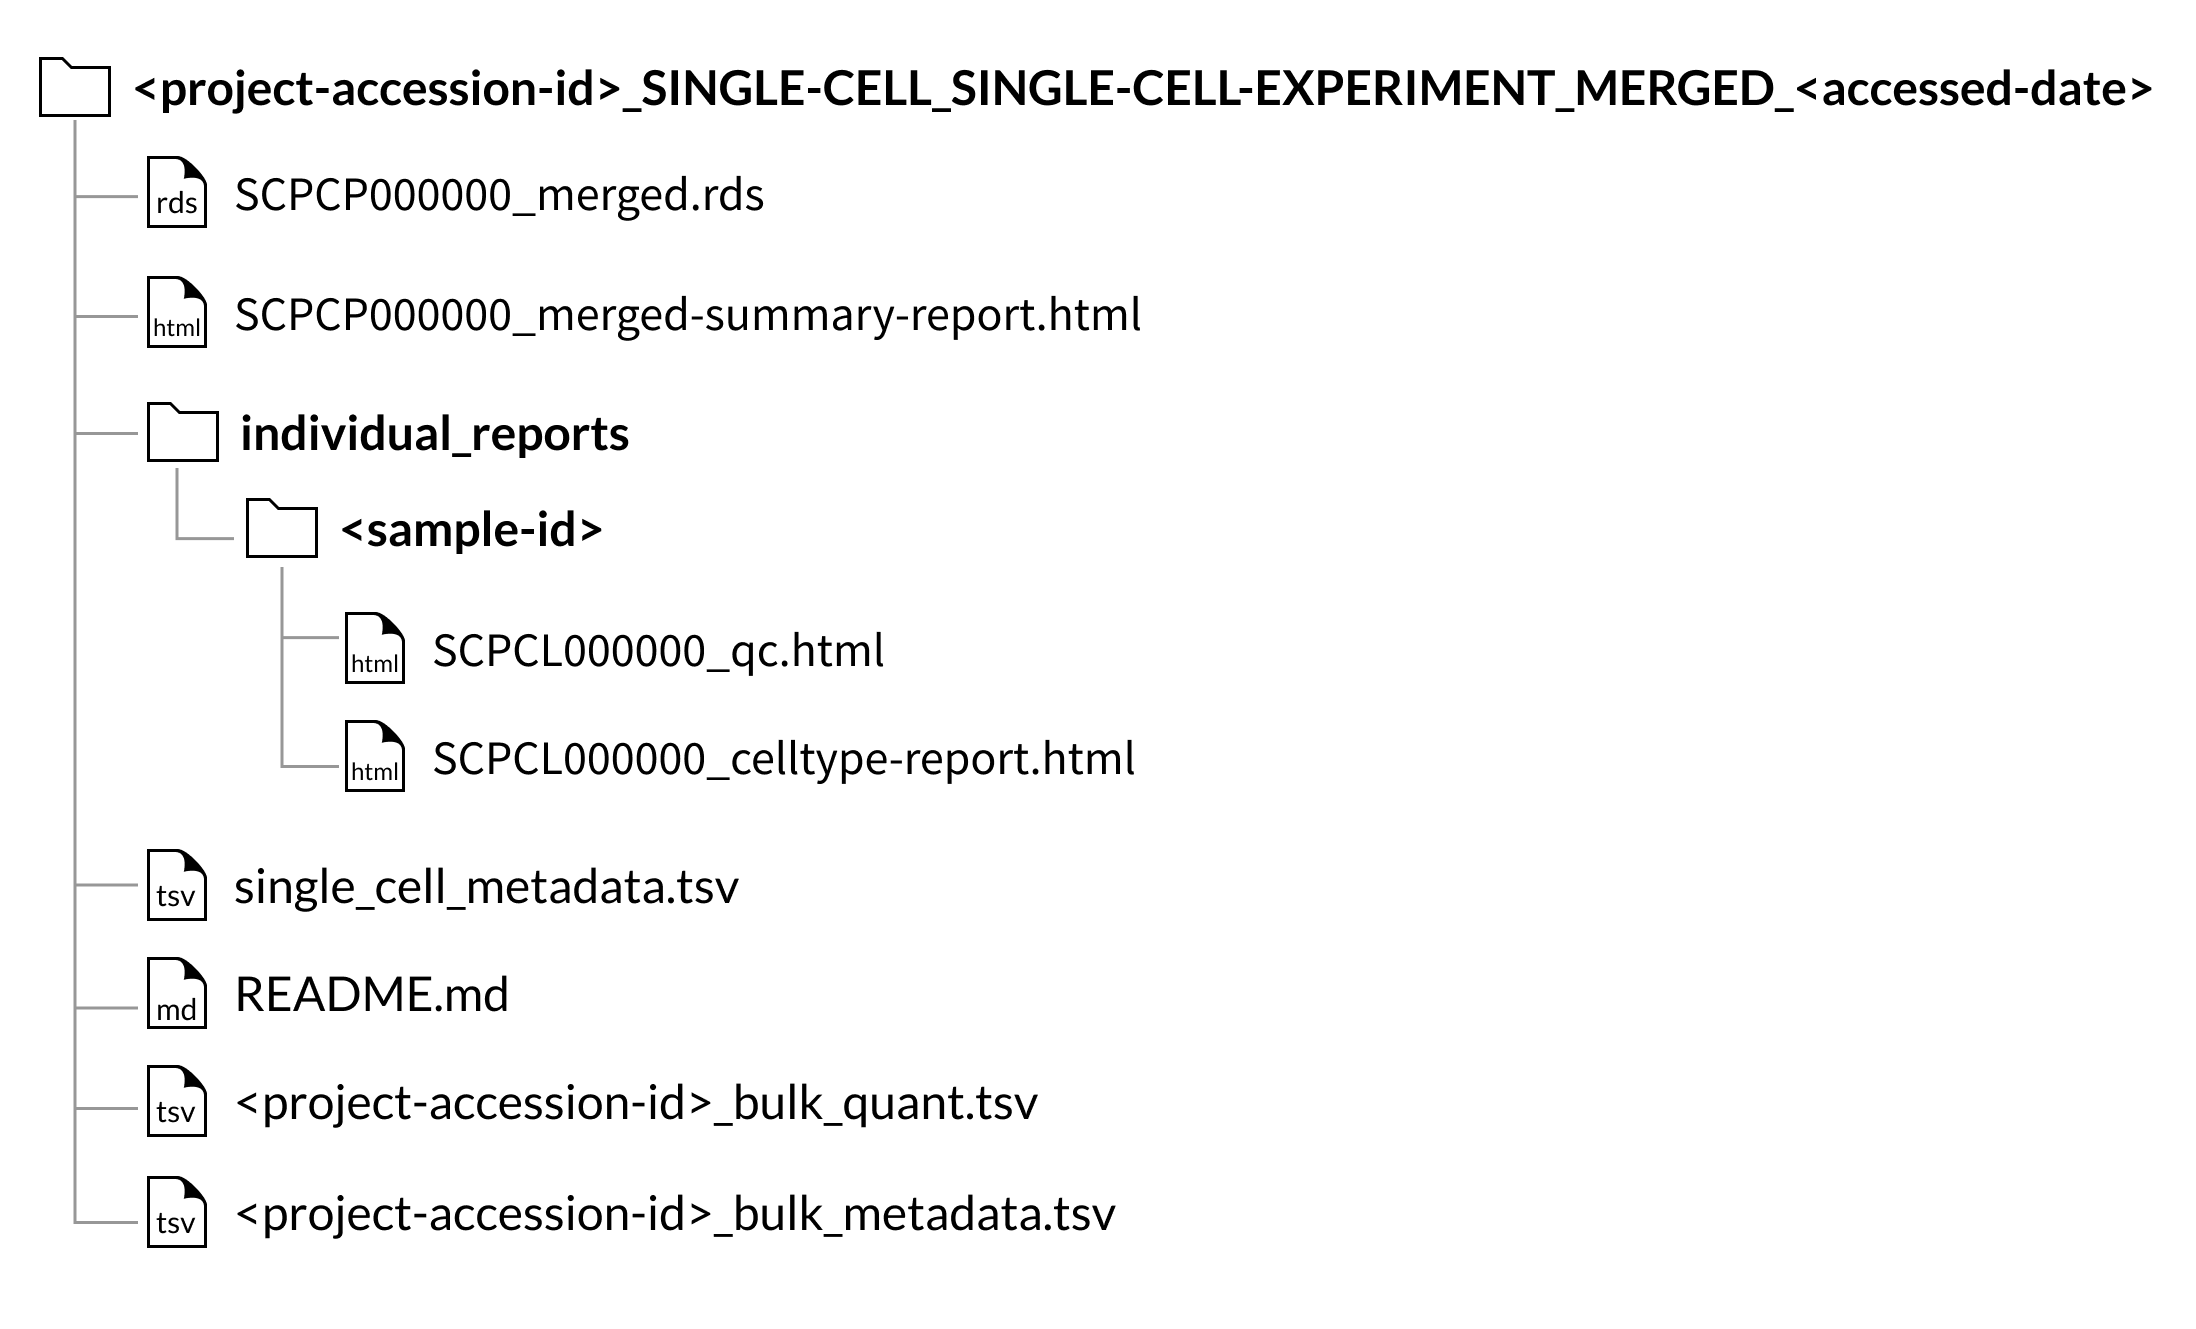 <project-accession-id>_SINGLE-CELL_SINGLE-CELL-EXPERIMENT_MERGED_<accessed-date>
rds SCPCP000000_merged.rds
html SCPCP000000_merged-summary-report.html
individual_reports
<sample-id>
html SCPCL000000_qc.html
html SCPCL000000_celltype-report.html
tsv single_cell_metadata.tsv
md README.md
tsv <project-accession-id>_bulk_quant.tsv
tsv <project-accession-id>_bulk_metadata.tsv